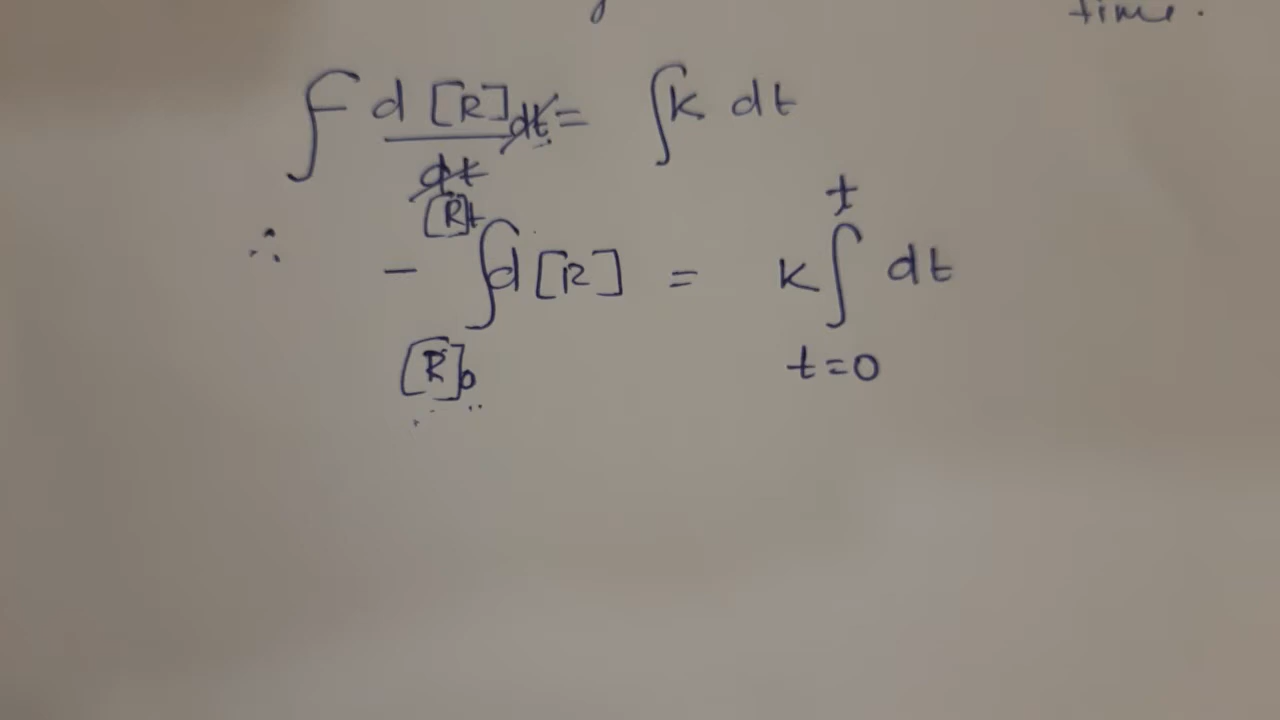 time.
∫ - d [R] dt = ∫ K dt
dt
∴ - ∫ d [R] = K ∫ dt
[R]t t
[R]0 t=0